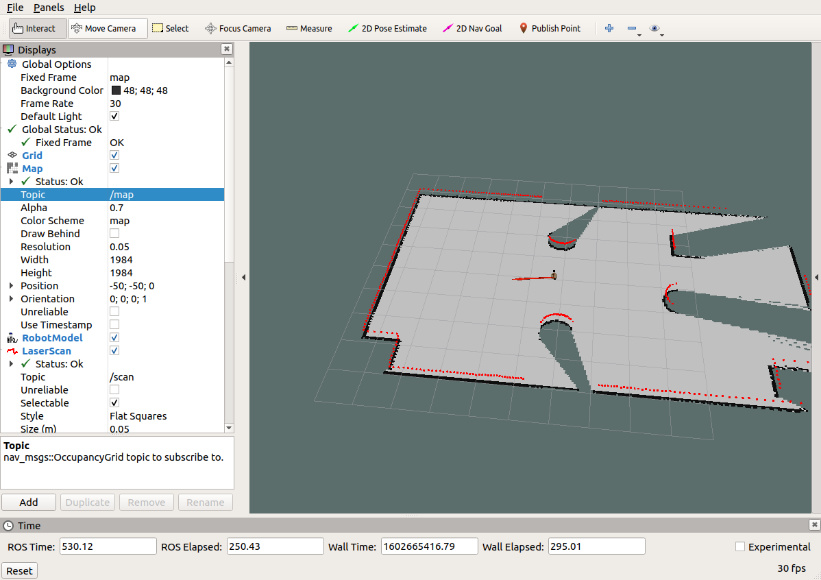 File Panels Help
Interact Move Camera Select Focus Camera Measure 2D Pose Estimate 2D Nav Goal Publish Point
Displays
Global Options
Fixed Frame map
Background Color 48; 48; 48
Frame Rate 30
Default Light
Global Status: Ok
Fixed Frame OK
Grid
Map
Status: Ok
Topic /map
Alpha 0.7
Color Scheme map
Draw Behind
Resolution 0.05
Width 1984
Height 1984
Position -50; -50; 0
Orientation 0; 0; 0; 1
Unreliable
Use Timestamp
RobotModel
LaserScan
Status: Ok
Topic /scan
Unreliable
Selectable
Style Flat Squares
Size (m) 0.05
Topic
nav_msgs::OccupancyGrid topic to subscribe to.
Add Duplicate Remove Rename
Time
ROS Time: 530.12 ROS Elapsed: 250.43 Wall Time: 1602665416.79 Wall Elapsed: 295.01 Experimental
Reset 30 fps